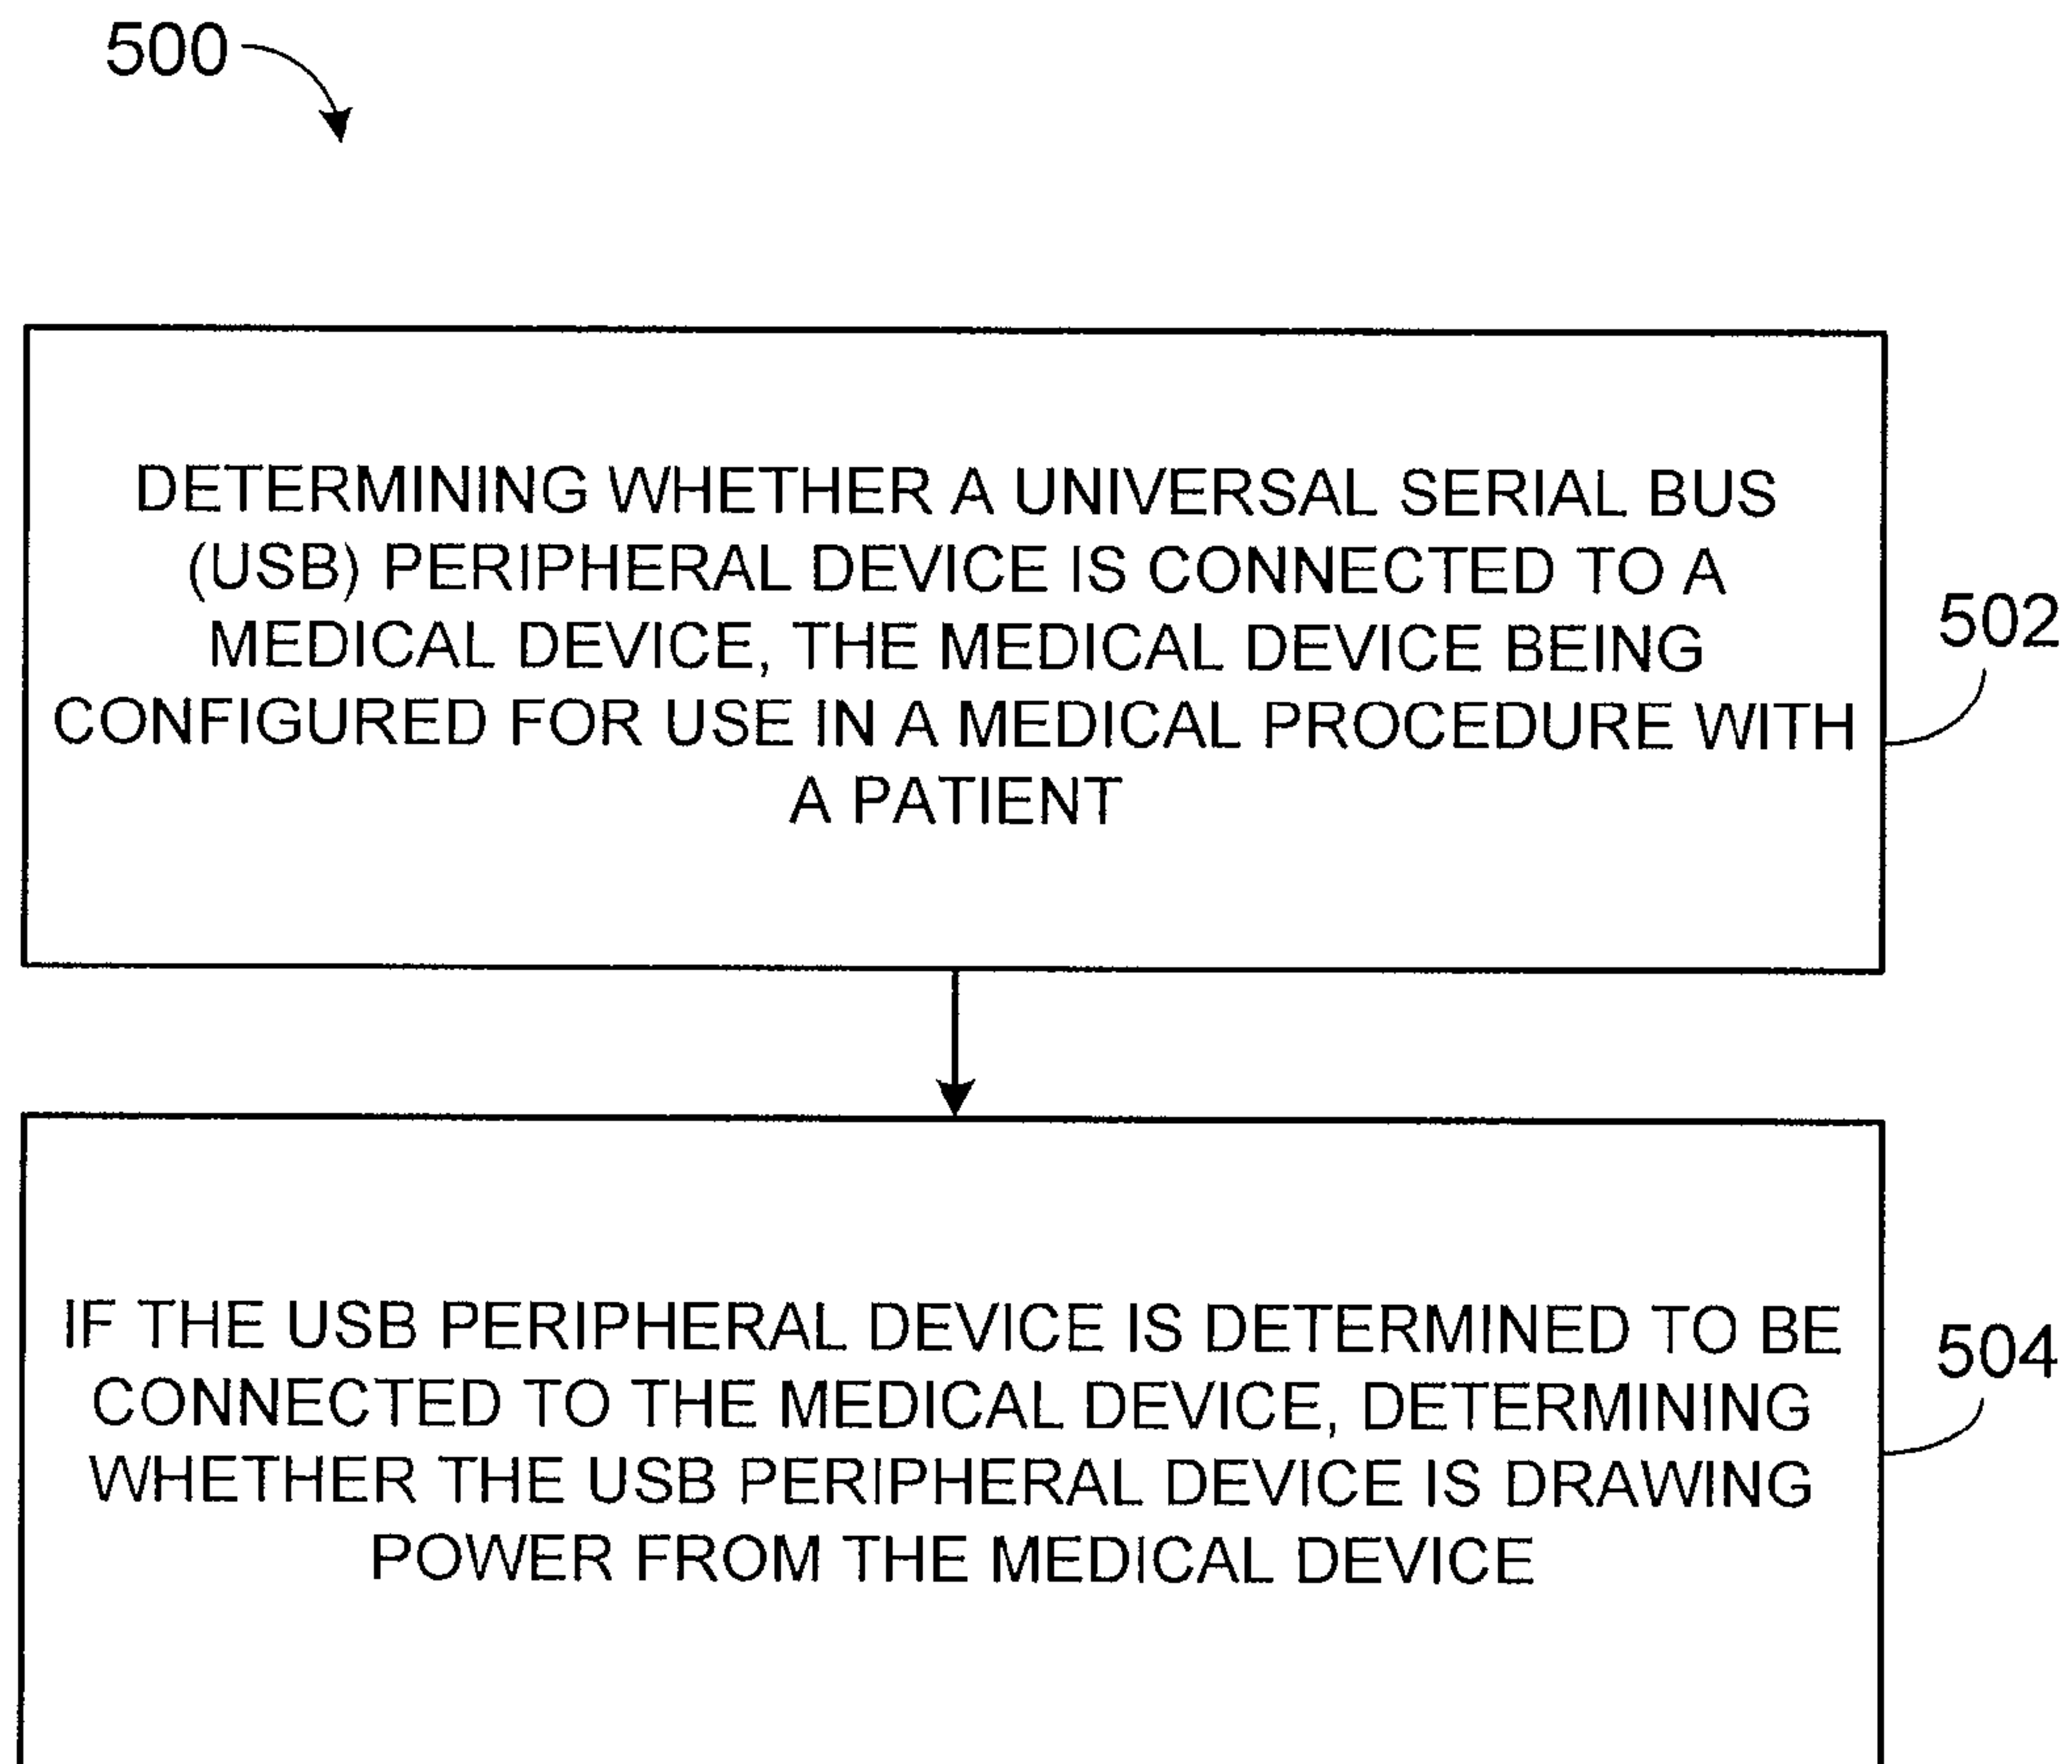 500
DETERMINING WHETHER A UNIVERSAL SERIAL BUS
(USB) PERIPHERAL DEVICE IS CONNECTED TO A
MEDICAL DEVICE, THE MEDICAL DEVICE BEING
CONFIGURED FOR USE IN A MEDICAL PROCEDURE WITH
A PATIENT
502
IF THE USB PERIPHERAL DEVICE IS DETERMINED TO BE
CONNECTED TO THE MEDICAL DEVICE, DETERMINING
WHETHER THE USB PERIPHERAL DEVICE IS DRAWING
POWER FROM THE MEDICAL DEVICE
504